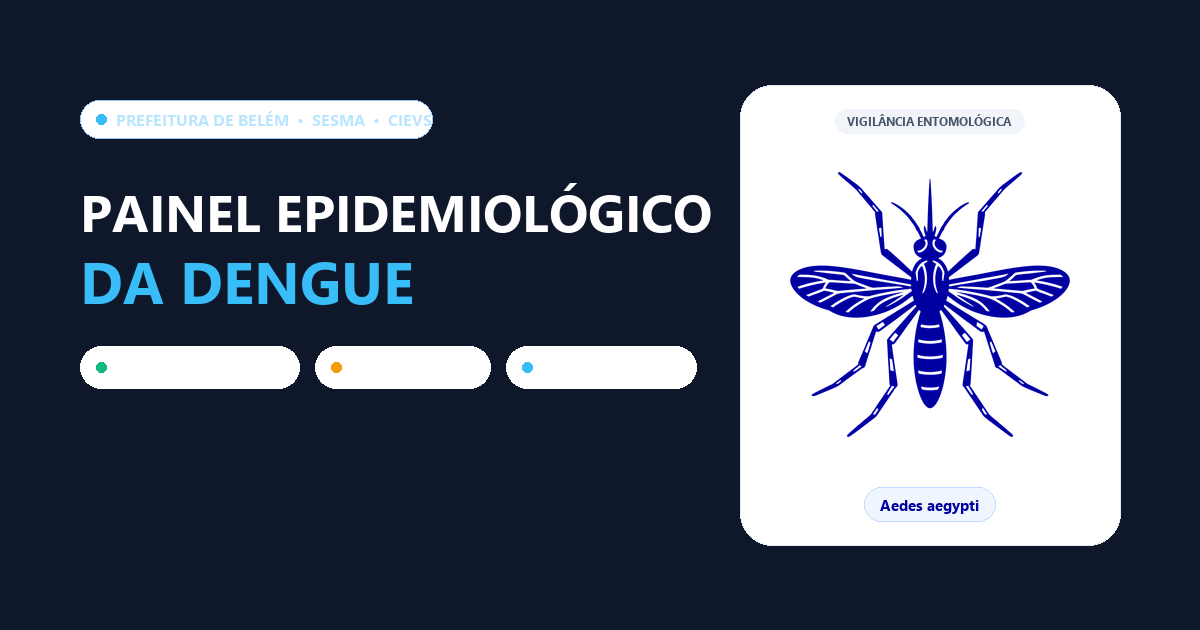 PREFEITURA DE BELÉM • SESMA • CIEVS
PAINEL EPIDEMIOLÓGICO
DA DENGUE
VIGILÂNCIA ENTOMOLÓGICA
Aedes aegypti